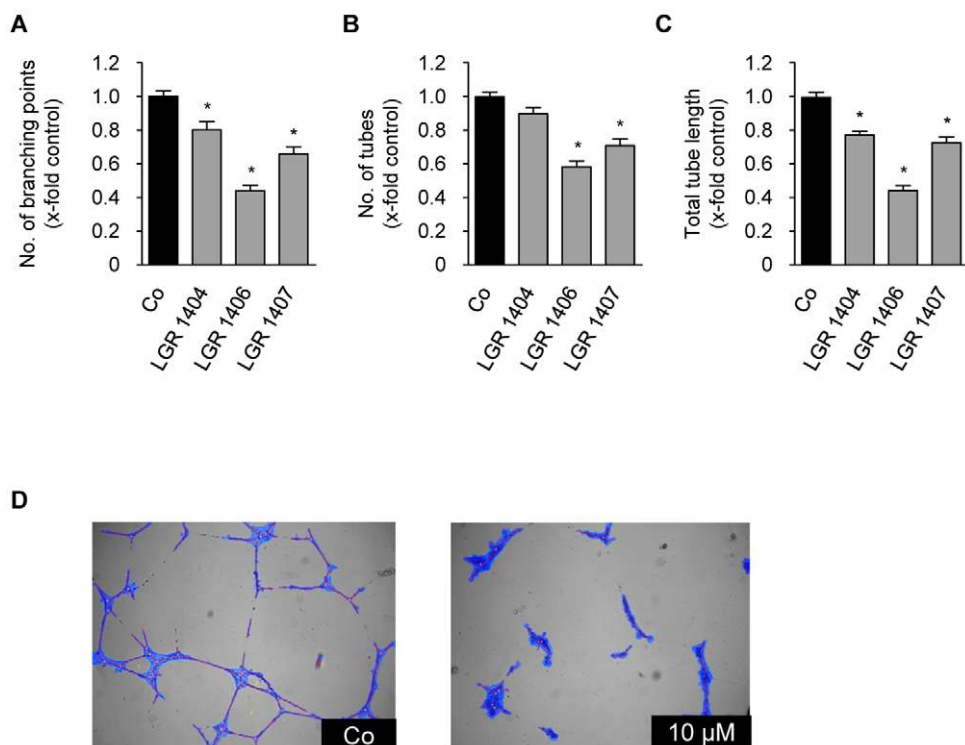 A
No. of branching points
(x-fold control)
1.2
1.0
0.8
0.6
0.4
0.2
0
*
*
*
Co
LGR 1404
LGR 1406
LGR 1407
B
No. of tubes
(x-fold control)
1.2
1.0
0.8
0.6
0.4
0.2
0
*
*
Co
LGR 1404
LGR 1406
LGR 1407
C
Total tube length
(x-fold control)
1.2
1.0
0.8
0.6
0.4
0.2
0
*
*
*
Co
LGR 1404
LGR 1406
LGR 1407
D
Co
10 µM